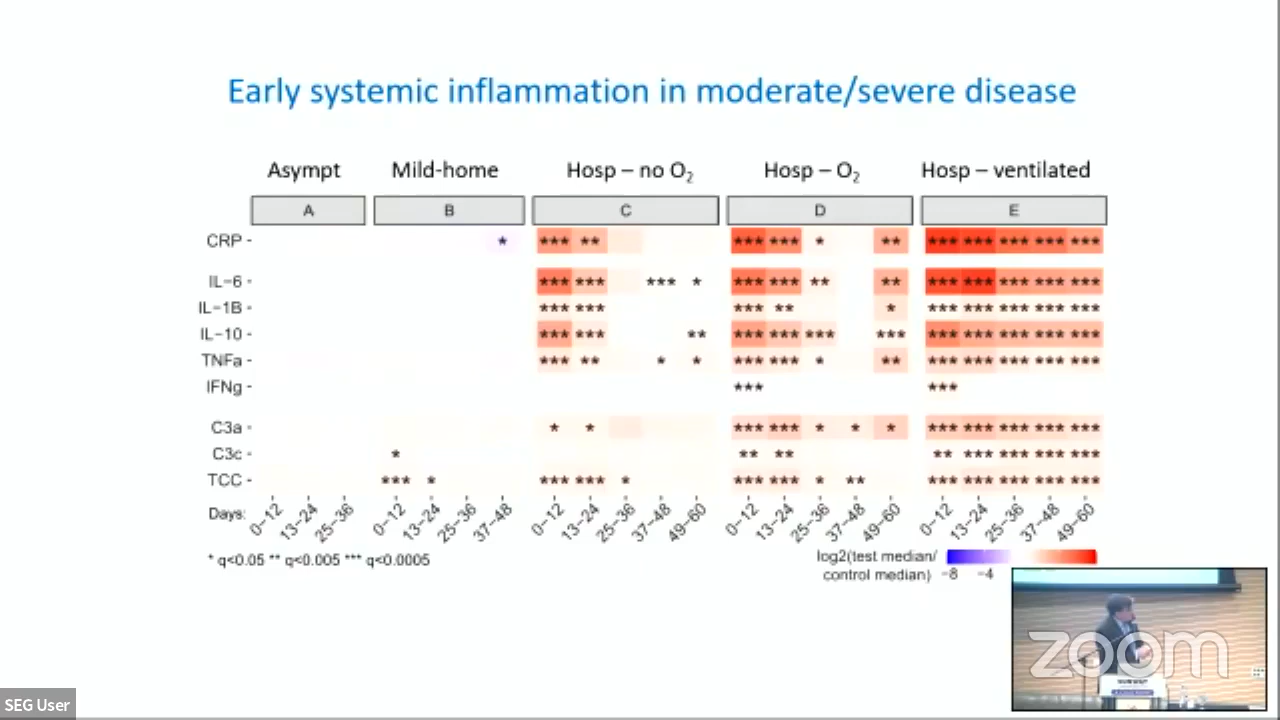 Early systemic inflammation in moderate/severe disease
Asympt Mild-home Hosp – no O₂ Hosp – O₂ Hosp – ventilated
A B C D E
CRP - * *** ** *** *** * ** *** *** *** *** ***
IL-6 - *** *** *** * *** *** ** ** *** *** *** *** ***
IL-1B - *** *** *** ** * *** *** *** *** ***
IL-10 - *** *** ** *** *** *** *** *** *** *** *** ***
TNFa - *** ** * * *** *** * ** *** *** *** *** ***
IFNg - *** ***
C3a - * * *** *** * * * *** *** *** *** ***
C3c - * ** ** ** *** *** *** ***
TCC - *** * *** *** * *** *** * ** *** *** *** *** ***
Days: 0-12 13-24 25-36 0-12 13-24 25-36 37-48 0-12 13-24 25-36 37-48 49-60 0-12 13-24 25-36 37-48 49-60 0-12 13-24 25-36 37-48 49-60
* q<0.05 ** q<0.005 *** q<0.0005
log2(test median/
control median) -8 -4
zoom
SEG User